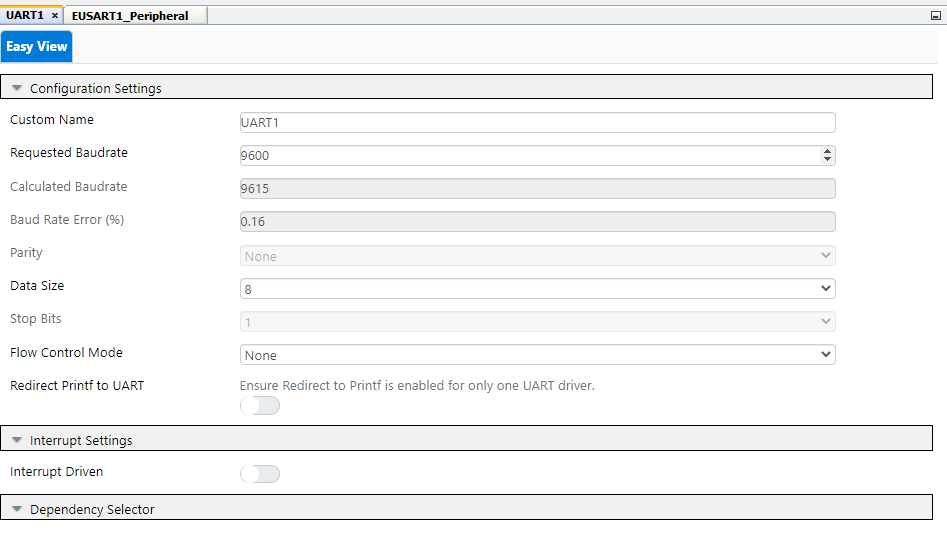 UART1 × EUSART1_Peripheral
Easy View
Configuration Settings
Custom Name UART1
Requested Baudrate 9600
Calculated Baudrate 9615
Baud Rate Error (%) 0.16
Parity None
Data Size 8
Stop Bits 1
Flow Control Mode None
Redirect Printf to UART Ensure Redirect to Printf is enabled for only one UART driver.
Interrupt Settings
Interrupt Driven
Dependency Selector